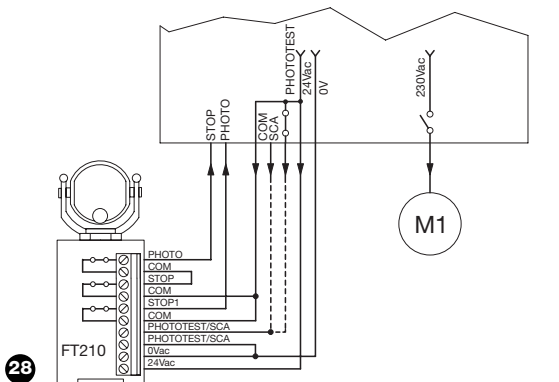 PHOTOTEST
24Vac
0V
230Vac
STOP
PHOTO
COM
SCA
M1
PHOTO
COM
STOP
COM
STOP1
COM
PHOTOTEST/SCA
PHOTOTEST/SCA
0Vac
24Vac
FT210
28